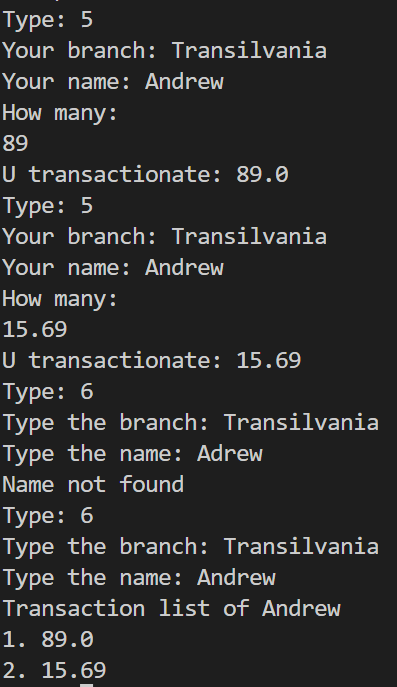 Type: 5
Your branch: Transilvania
Your name: Andrew
How many:
89
U transactionate: 89.0
Type: 5
Your branch: Transilvania
Your name: Andrew
How many:
15.69
U transactionate: 15.69
Type: 6
Type the branch: Transilvania
Type the name: Adrew
Name not found
Type: 6
Type the branch: Transilvania
Type the name: Andrew
Transaction list of Andrew
1. 89.0
2. 15.69